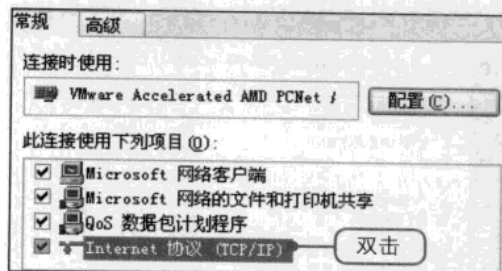 常规 高级
连接时使用:
VMware Accelerated AMD PCNet
配置(C)...
此连接使用下列项目(O):
Microsoft 网络客户端
Microsoft 网络的文件和打印机共享
QoS 数据包计划程序
Internet 协议 (TCP/IP)
双击